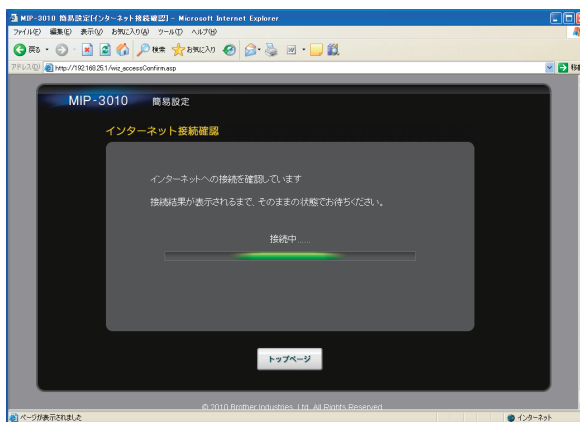 MIP-3010 簡易設定[インターネット接続確認] - Microsoft Internet Explorer
ファイル(F) 編集(E) 表示(V) お気に入り(A) ツール(T) ヘルプ(H)
戻る 検索 お気に入り
アドレス(D) http://192.168.25.1/wiz_accessConfirm.asp 移動
MIP-3010 簡易設定
インターネット接続確認
インターネットへの接続を確認しています
接続結果が表示されるまで、そのままの状態でお待ちください。
接続中......
トップページ
© 2010 Brother Industries, Ltd. All Rights Reserved.
ページが表示されました インターネット